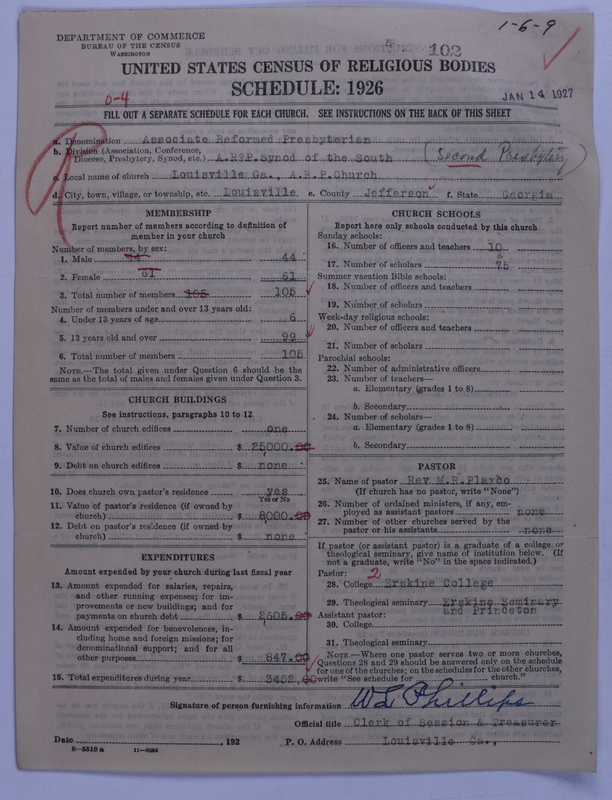 1-6-9
DEPARTMENT OF COMMERCE
BUREAU OF THE CENSUS
WASHINGTON
102
UNITED STATES CENSUS OF RELIGIOUS BODIES
SCHEDULE: 1926
JAN 14 1927
0-4
FILL OUT A SEPARATE SCHEDULE FOR EACH CHURCH. SEE INSTRUCTIONS ON THE BACK OF THIS SHEET
a. Denomination Associate Reformed Presbyterian
b. Division (Association, Conference, Diocese, Presbytery, Synod, etc.) A.R?P.Synod of the South (Second Presbytery)
c. Local name of church Louisville Ga., A.R.P.Church
d. City, town, village, or township, etc. Louisville e. County Jefferson f. State Georgia
MEMBERSHIP
Report number of members according to definition of
member in your church
Number of members, by sex:
1. Male 44 44
2. Female 61 61
3. Total number of members 105 105
Number of members under and over 13 years old:
4. Under 13 years of age 6
5. 13 years old and over 99
6. Total number of members 105
NOTE.—The total given under Question 6 should be
same as the total of males and females given under Question 3.
CHURCH BUILDINGS
See instructions, paragraphs 10 to 12
7. Number of church edifices one
8. Value of church edifices $ 25000.00
9. Debt on church edifices $ none
10. Does church own pastor's residence yes
Yes or No
11. Value of pastor's residence (if owned by
church) $ 8000.00
12. Debt on pastor's residence (if owned by
church) $ none
EXPENDITURES
Amount expended by your church during last fiscal year
13. Amount expended for salaries, repairs,
and other running expenses; for im-
provements or new buildings; and for
payments on church debt $ 2605.00
14. Amount expended for benevolences, in-
cluding home and foreign missions; for
denominational support; and for all
other purposes $ 847.00
15. Total expenditures during year $ 3452.00
CHURCH SCHOOLS
Report here only schools conducted by this church
Sunday schools:
16. Number of officers and teachers 10
17. Number of scholars 75
Summer vacation Bible schools:
18. Number of officers and teachers
19. Number of scholars
Week-day religious schools:
20. Number of officers and teachers
21. Number of scholars
Parochial schools:
22. Number of administrative officers
23. Number of teachers—
a. Elementary (grades 1 to 8)
b. Secondary
24. Number of scholars—
a. Elementary (grades 1 to 8)
b. Secondary
PASTOR
25. Name of pastor Rev M.R.Plaxco
(If church has no pastor, write "None")
26. Number of ordained ministers, if any, em-
ployed as assistant pastors none
27. Number of other churches served by the
pastor or his assistants none
If pastor (or assistant pastor) is a graduate of a college or
theological seminary, give name of institution below. (If
not a graduate, write "No" in the space indicated.)
Pastor: 2
28. College Erskine College
29. Theological seminary Erskine Seminary
and Princeton
Assistant pastor:
30. College
31. Theological seminary
NOTE.—Where one pastor serves two or more churches,
Questions 28 and 29 should be answered only on the schedule
for one of the churches; on the schedules for the other churches,
write "See schedule for church."
Signature of person furnishing information W L Phillips
Official title Clerk of Session & Treasurer
Date , 192 P. O. Address Louisville Ga.,
8-5518 a 11-3264